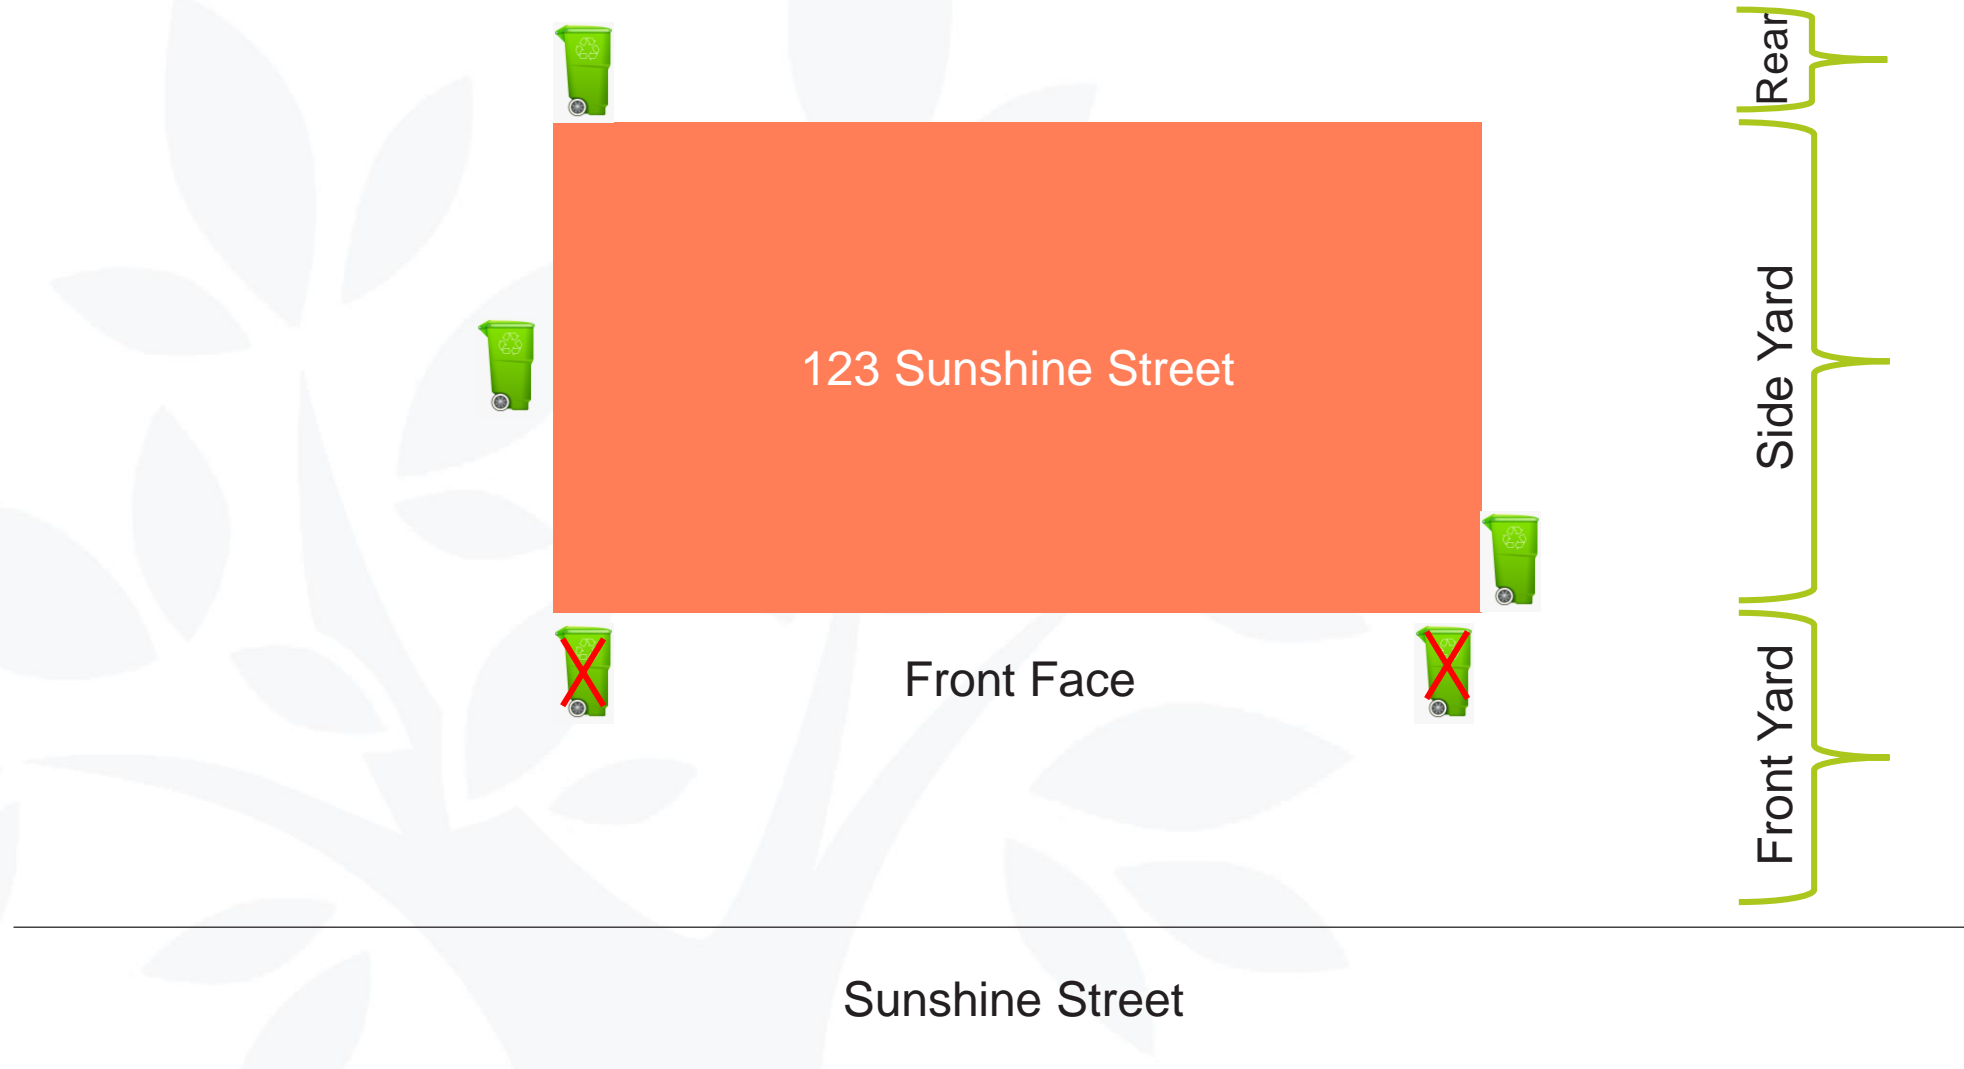 Rear
123 Sunshine Street
Side Yard
Front Face
Front Yard
Sunshine Street